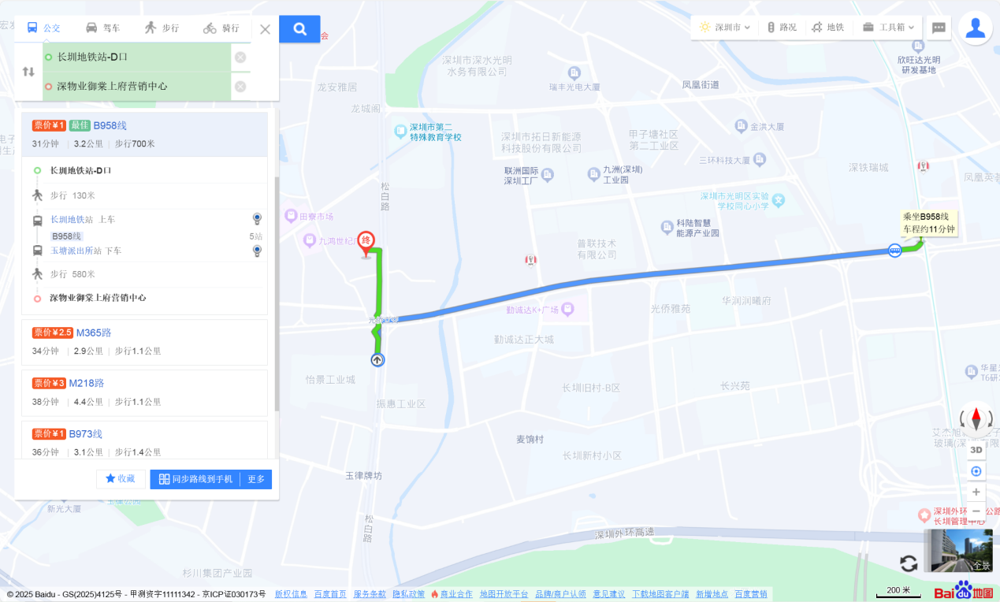 公交
驾车
步行
骑行
长圳地铁站-D口
深物业御棠上府营销中心
票价¥1 最佳 B958线
31分钟 3.2公里 步行700米
长圳地铁站-D口
步行 130米
长圳地铁站 上车
B958线 5站
玉塘派出所站 下车
步行 580米
深物业御棠上府营销中心
票价¥2.5 M365路
34分钟 2.9公里 步行1.1公里
票价¥3 M218路
38分钟 4.4公里 步行1.1公里
票价¥1 B973线
36分钟 3.1公里 步行1.4公里
收藏
同步路线到手机
更多
深圳市
路况
地铁
工具箱
会
深圳市深水光明
水务有限公司
龙安雅居
龙城阁
瑞丰光电大厦
凤凰街道
欣旺达光明
研发基地
深圳市第二
特殊教育学校
深圳市拓日新能源
科技股份有限公司
甲子塘社区
第二工业区
金洪大厦
三环科技大厦
联洲国际
深圳工厂
九洲(深圳)
工业园
深铁瑞城
凤凰英荟
松白路
深圳市光明区实验
学校同心小学
田寮市场
科陆智慧
能源产业园
乘坐B958线
车程约11分钟
九鸿世纪广
终
普联技术
有限公司
勤诚达K+广场
光侨雅苑
华润润曦府
勤诚达正大城
怡景工业城
长圳旧村-B区
长兴苑
华星
T6研
振惠工业区
麦饷村
长圳新村小区
玉律牌坊
3D
新光大厦
松白路
深圳外环高速
长圳管理中心
杉川集团产业园
全景
200 米
Bai du 地图
© 2025 Baidu - GS(2025)4125号 - 甲测资字11111342 - 京ICP证030173号 版权信息 百度首页 服务条款 隐私政策 商业合作 地图开放平台 品牌/商户认领 意见建议 下载地图客户端 新增地点 百度营销